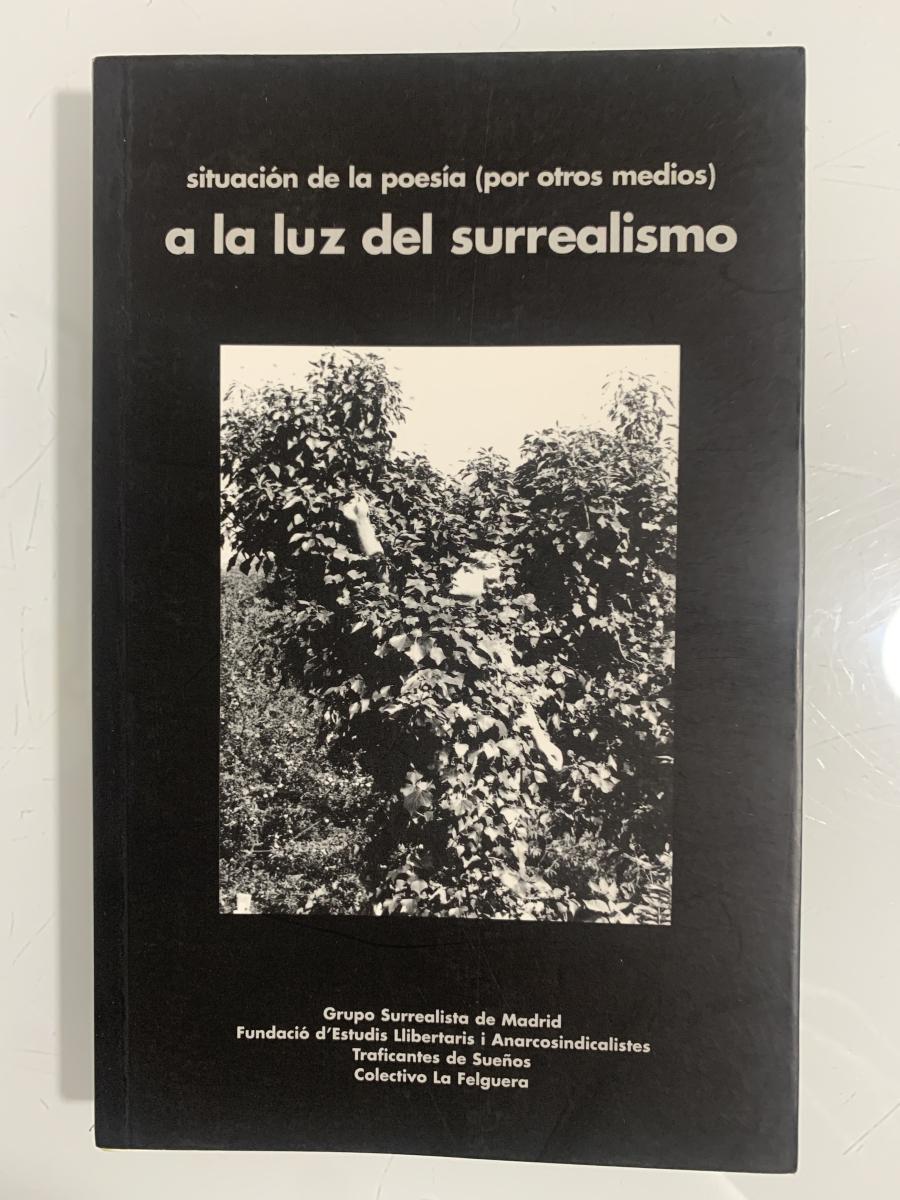 situación de la poesía (por otros medios)
a la luz del surrealismo
Grupo Surrealista de Madrid
Fundació d'Estudis Llibertaris i Anarcosindicalistes
Traficantes de Sueños
Colectivo La Felguera